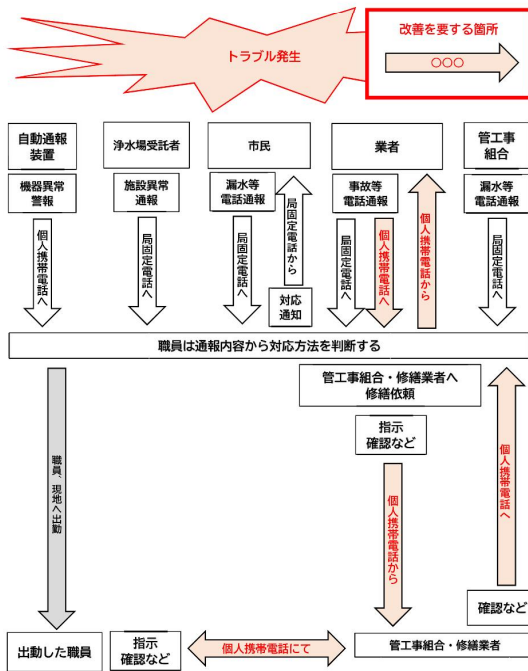 トラブル発生
改善を要する箇所
〇〇〇
自動通報
装置
浄水場受託者
市民
業者
管工事
組合
機器異常
警報
施設異常
通報
漏水等
電話通報
事故等
電話通報
漏水等
電話通報
個人携帯電話へ
局固定電話へ
局固定電話へ
局固定電話から
対応
通知
局固定電話へ
個人携帯電話へ
個人携帯電話から
局固定電話へ
職員は通報内容から対応方法を判断する
管工事組合・修繕業者へ
修繕依頼
指示
確認など
職員、現地へ出勤
個人携帯電話から
個人携帯電話へ
確認など
出動した職員
指示
確認など
個人携帯電話にて
管工事組合・修繕業者